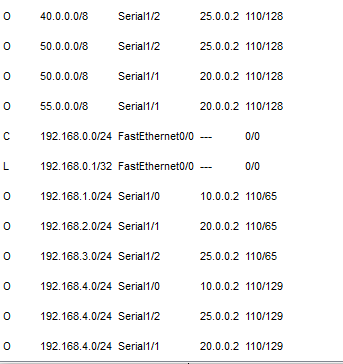 O 40.0.0.0/8 Serial1/2 25.0.0.2 110/128
O 50.0.0.0/8 Serial1/2 25.0.0.2 110/128
O 50.0.0.0/8 Serial1/1 20.0.0.2 110/128
O 55.0.0.0/8 Serial1/1 20.0.0.2 110/128
C 192.168.0.0/24 FastEthernet0/0 --- 0/0
L 192.168.0.1/32 FastEthernet0/0 --- 0/0
O 192.168.1.0/24 Serial1/0 10.0.0.2 110/65
O 192.168.2.0/24 Serial1/1 20.0.0.2 110/65
O 192.168.3.0/24 Serial1/2 25.0.0.2 110/65
O 192.168.4.0/24 Serial1/0 10.0.0.2 110/129
O 192.168.4.0/24 Serial1/2 25.0.0.2 110/129
O 192.168.4.0/24 Serial1/1 20.0.0.2 110/129